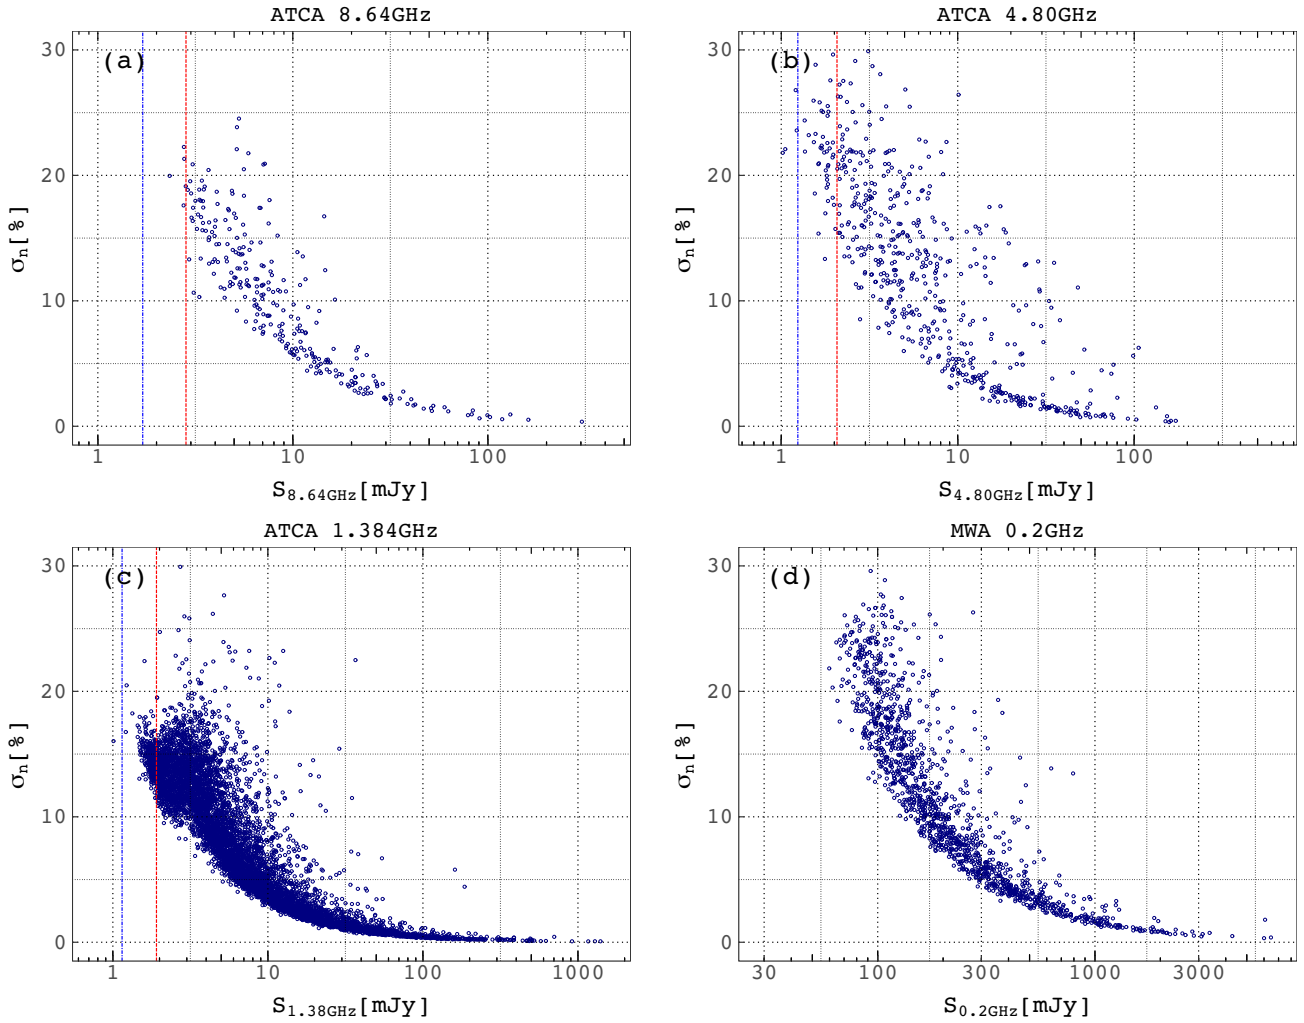 ATCA 8.64GHz
(a)
30
20
10
0
σn[%]
1 10 100
S8.64GHz[mJy]
ATCA 4.80GHz
(b)
30
20
10
0
σn[%]
1 10 100
S4.80GHz[mJy]
ATCA 1.384GHz
(c)
30
20
10
0
σn[%]
1 10 100 1000
S1.38GHz[mJy]
MWA 0.2GHz
(d)
30
20
10
0
σn[%]
30 100 300 1000 3000
S0.2GHz[mJy]